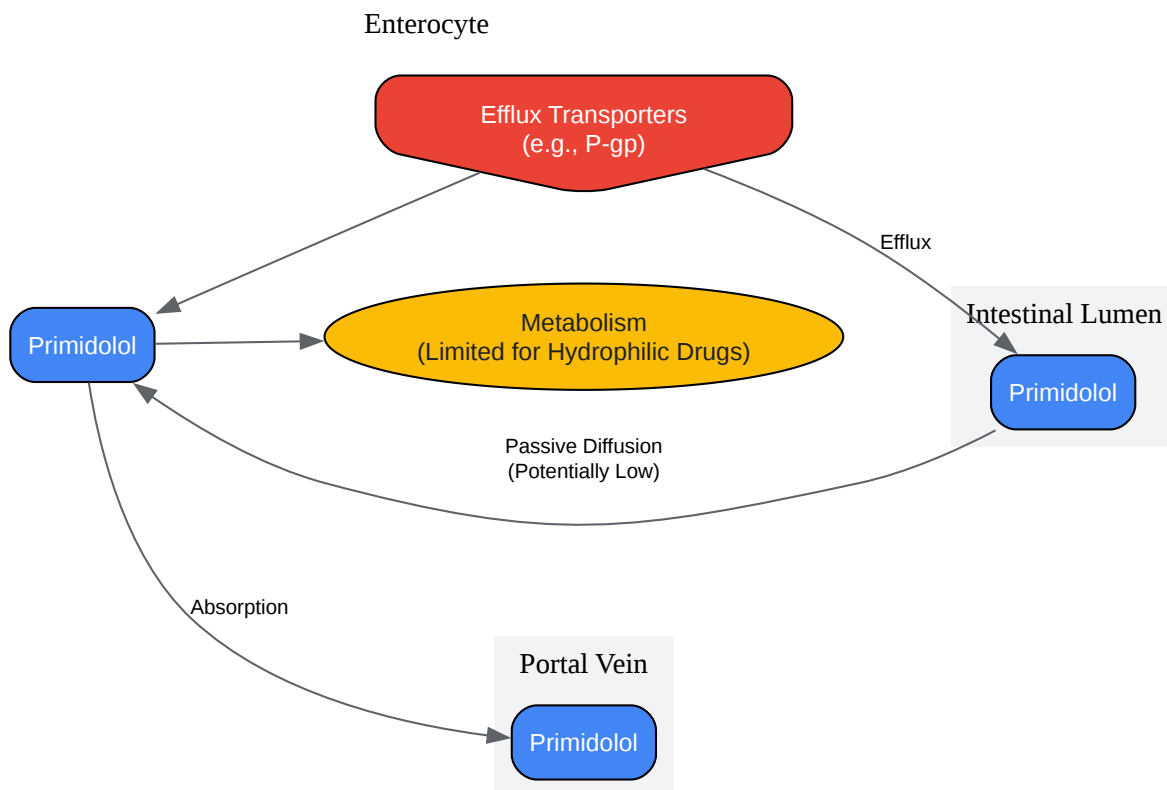 Enterocyte
Efflux Transporters
(e.g., P-gp)
Efflux
Intestinal Lumen
Primidolol
Metabolism
(Limited for Hydrophilic Drugs)
Primidolol
Passive Diffusion
(Potentially Low)
Absorption
Portal Vein
Primidolol